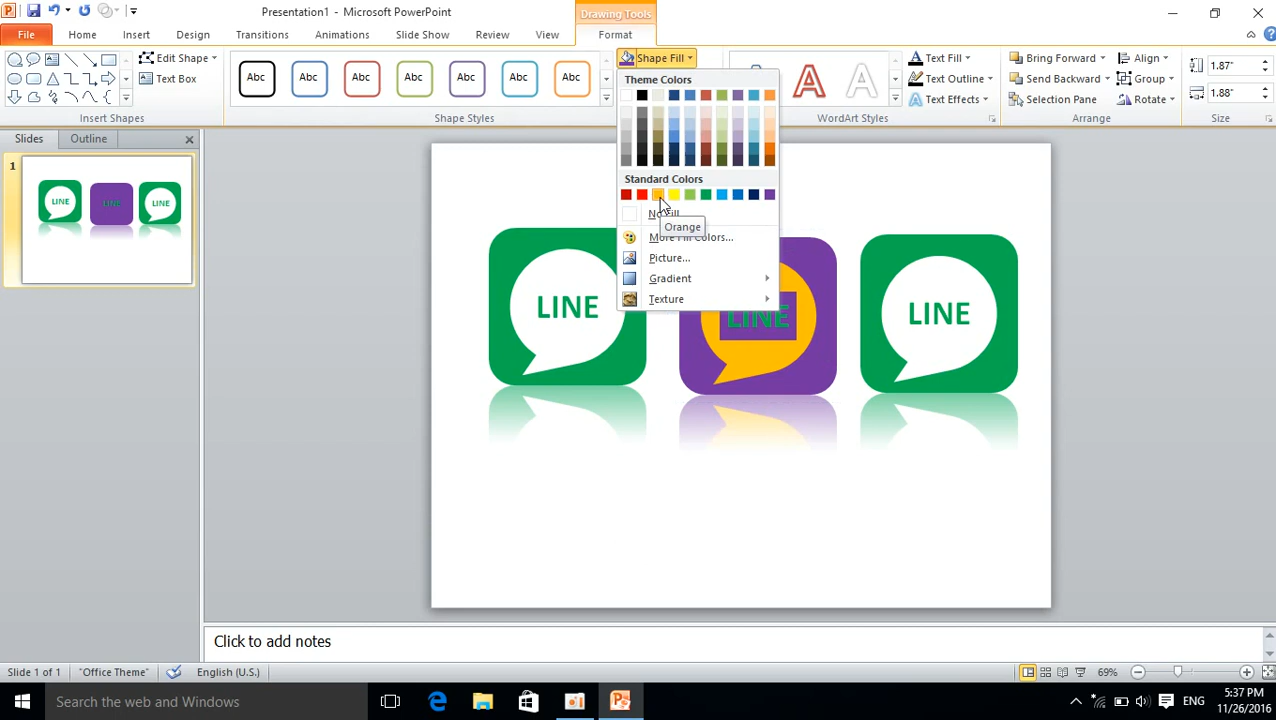 Presentation1 - Microsoft PowerPoint
Drawing Tools
File Home Insert Design Transitions Animations Slide Show Review View Format
Edit Shape
Text Box
Insert Shapes
Abc Abc Abc Abc Abc Abc Abc
Shape Styles
Shape Fill
Theme Colors
Standard Colors
No Fill
Orange
More Fill Colors...
Picture...
Gradient
Texture
A A
WordArt Styles
Text Fill
Text Outline
Text Effects
Bring Forward
Send Backward
Selection Pane
Align
Group
Rotate
Arrange
1.87"
1.88"
Size
Slides Outline
1
LINE LINE LINE
LINE LINE LINE
Click to add notes
Slide 1 of 1 "Office Theme" English (U.S.) 69%
Search the web and Windows
ENG
5:37 PM
11/26/2016